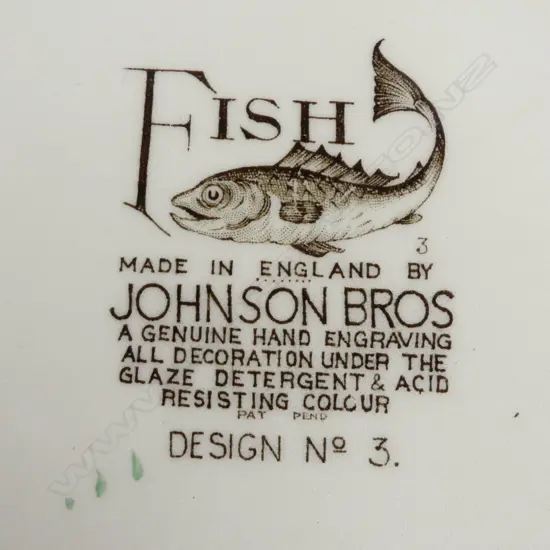 FISH
3
MADE IN ENGLAND BY
JOHNSON BROS
A GENUINE HAND ENGRAVING
ALL DECORATION UNDER THE
GLAZE DETERGENT & ACID
RESISTING COLOUR
PAT PEND
DESIGN Nº 3.